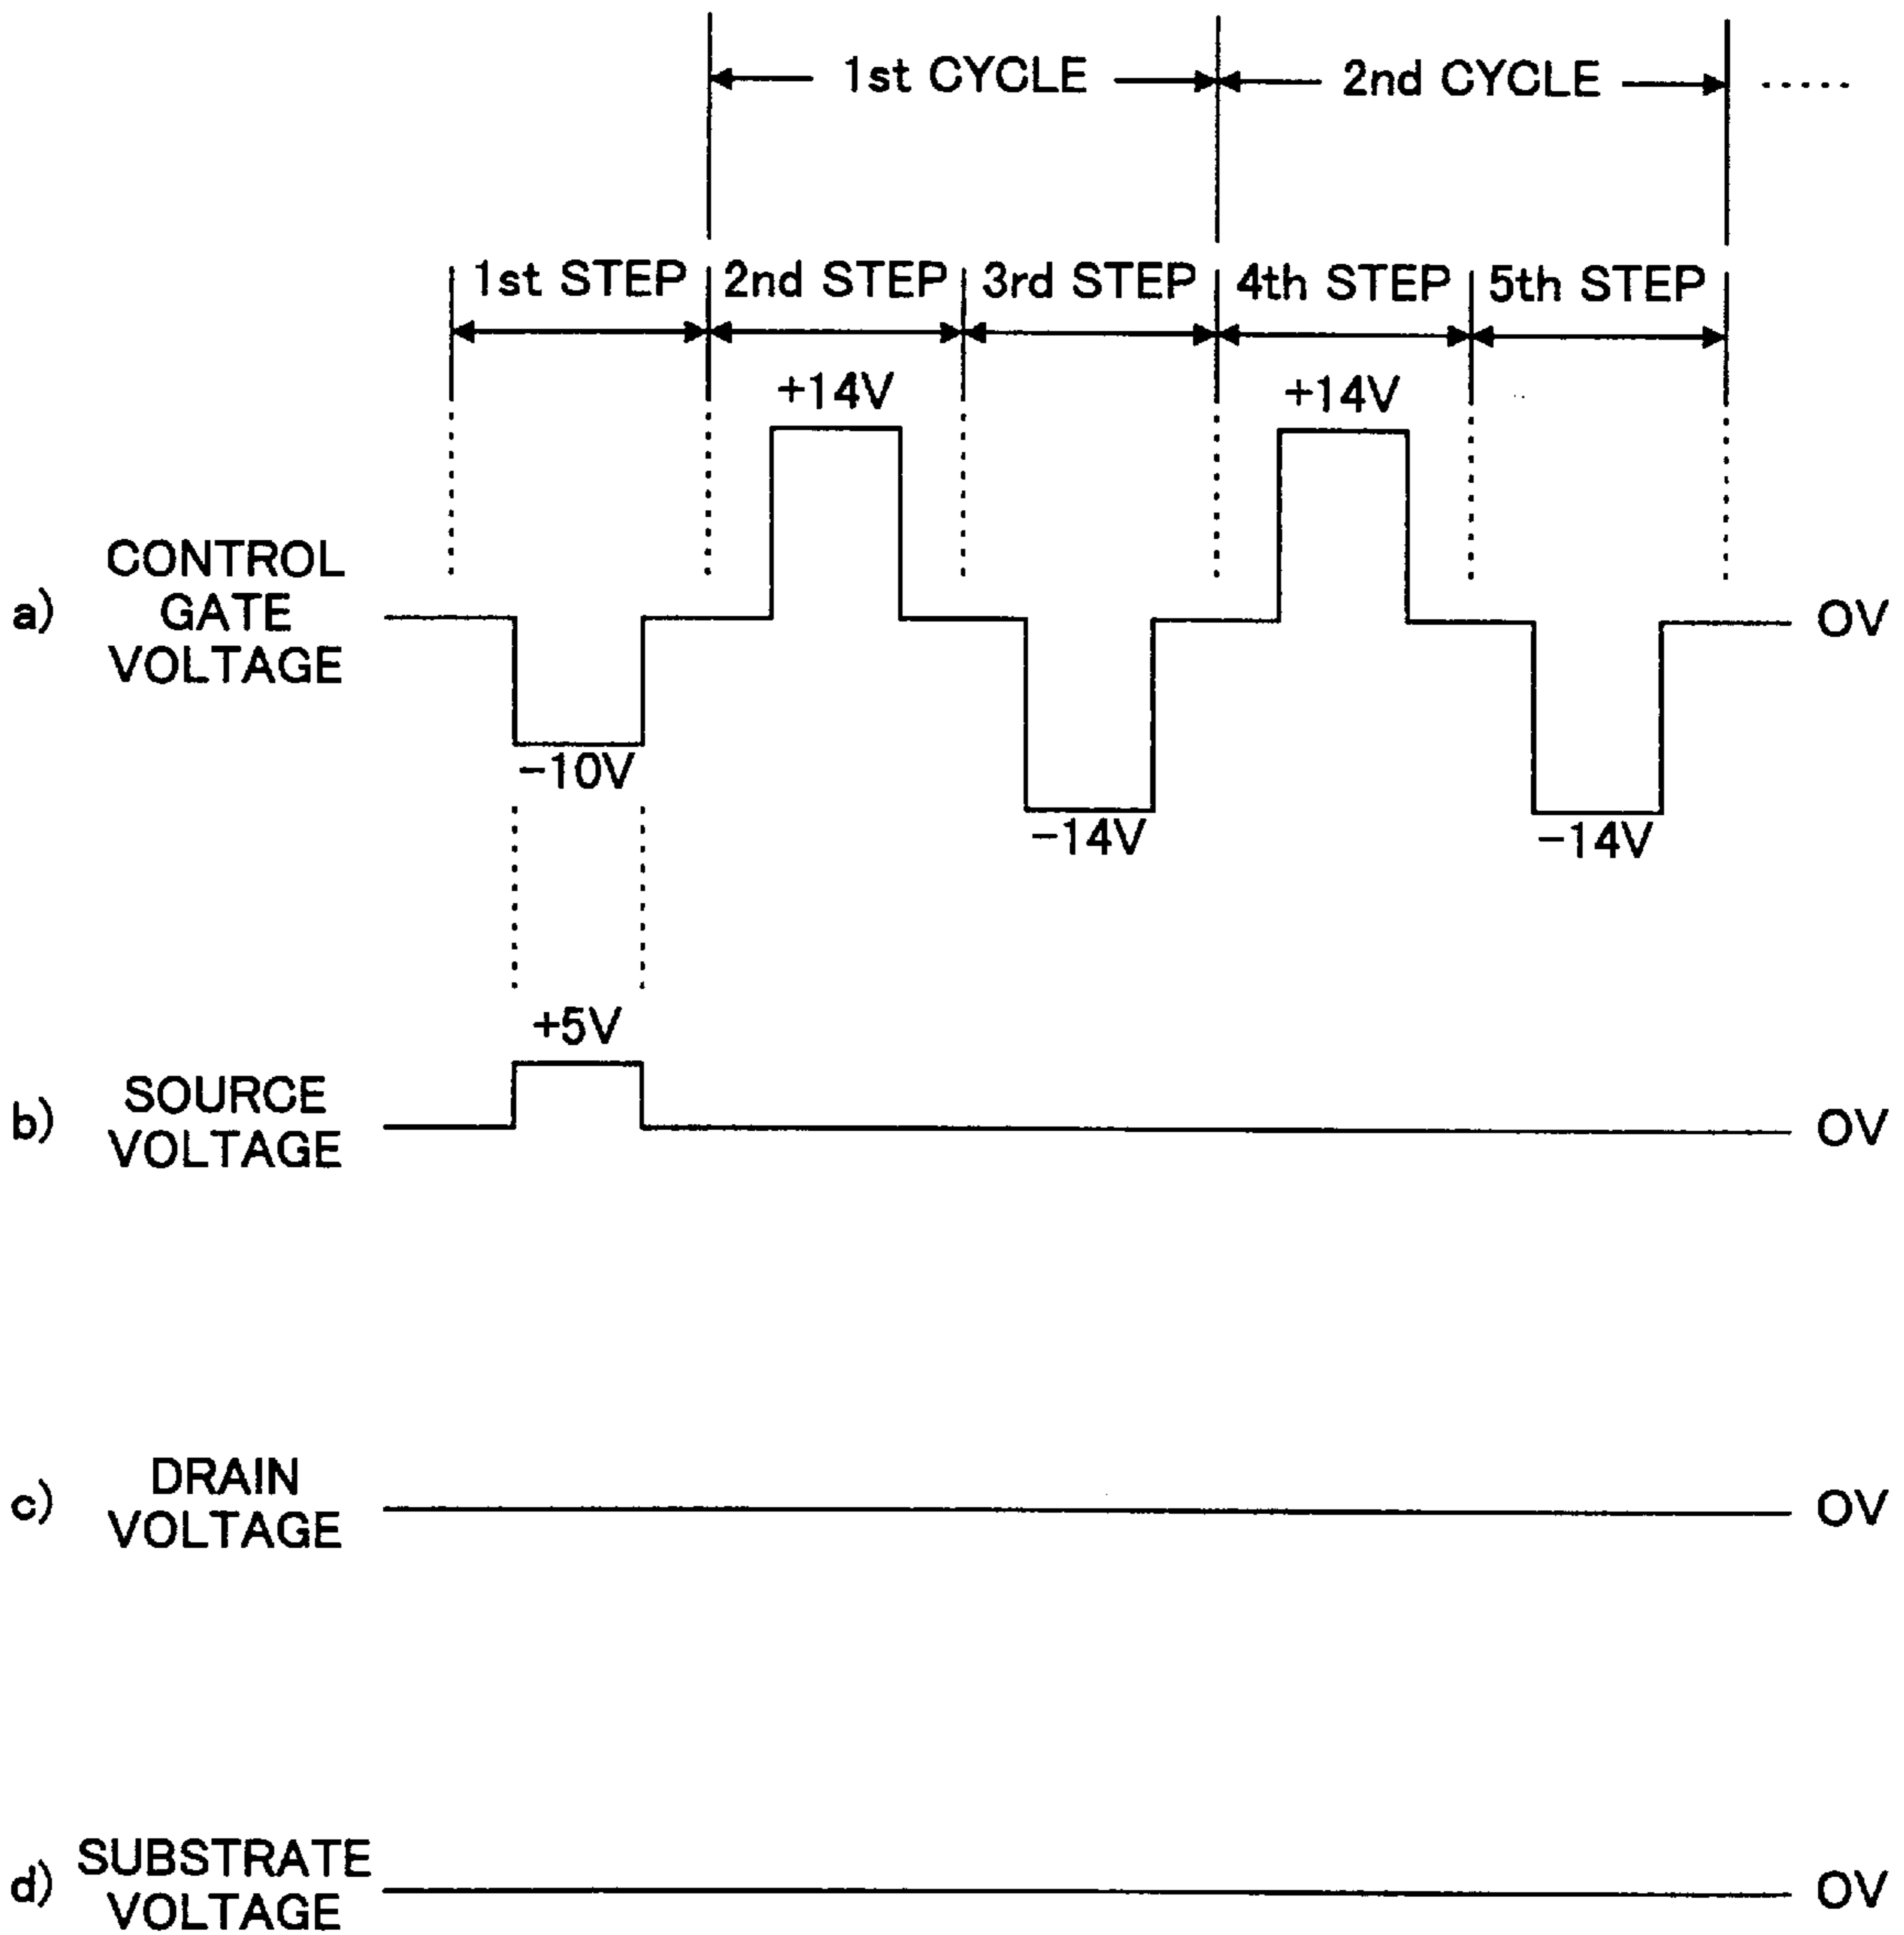 1st CYCLE 2nd CYCLE .....
1st STEP 2nd STEP 3rd STEP 4th STEP 5th STEP
+14V +14V
a) CONTROL GATE VOLTAGE 0V
-10V
-14V -14V
+5V
b) SOURCE VOLTAGE 0V
c) DRAIN VOLTAGE 0V
d) SUBSTRATE VOLTAGE 0V